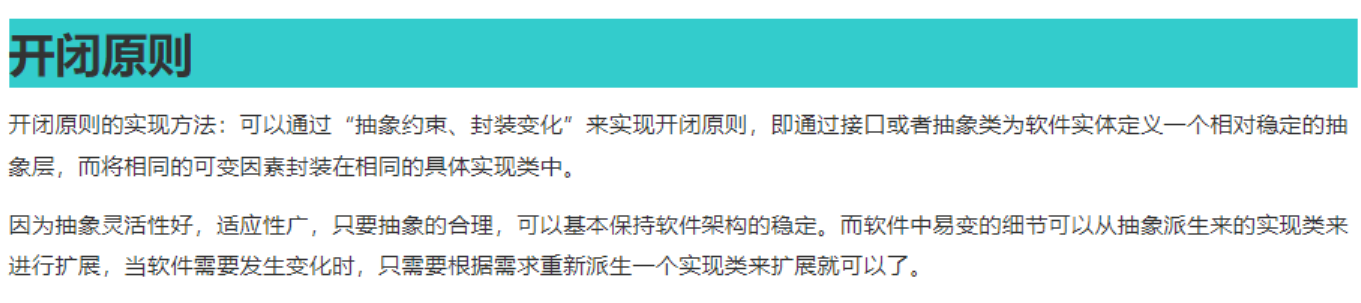 开闭原则
开闭原则的实现方法：可以通过“抽象约束、封装变化”来实现开闭原则，即通过接口或者抽象类为软件实体定义一个相对稳定的抽
象层，而将相同的可变因素封装在相同的具体实现类中。
因为抽象灵活性好，适应性广，只要抽象的合理，可以基本保持软件架构的稳定。而软件中易变的细节可以从抽象派生来的实现类来
进行扩展，当软件需要发生变化时，只需要根据需求重新派生一个实现类来扩展就可以了。